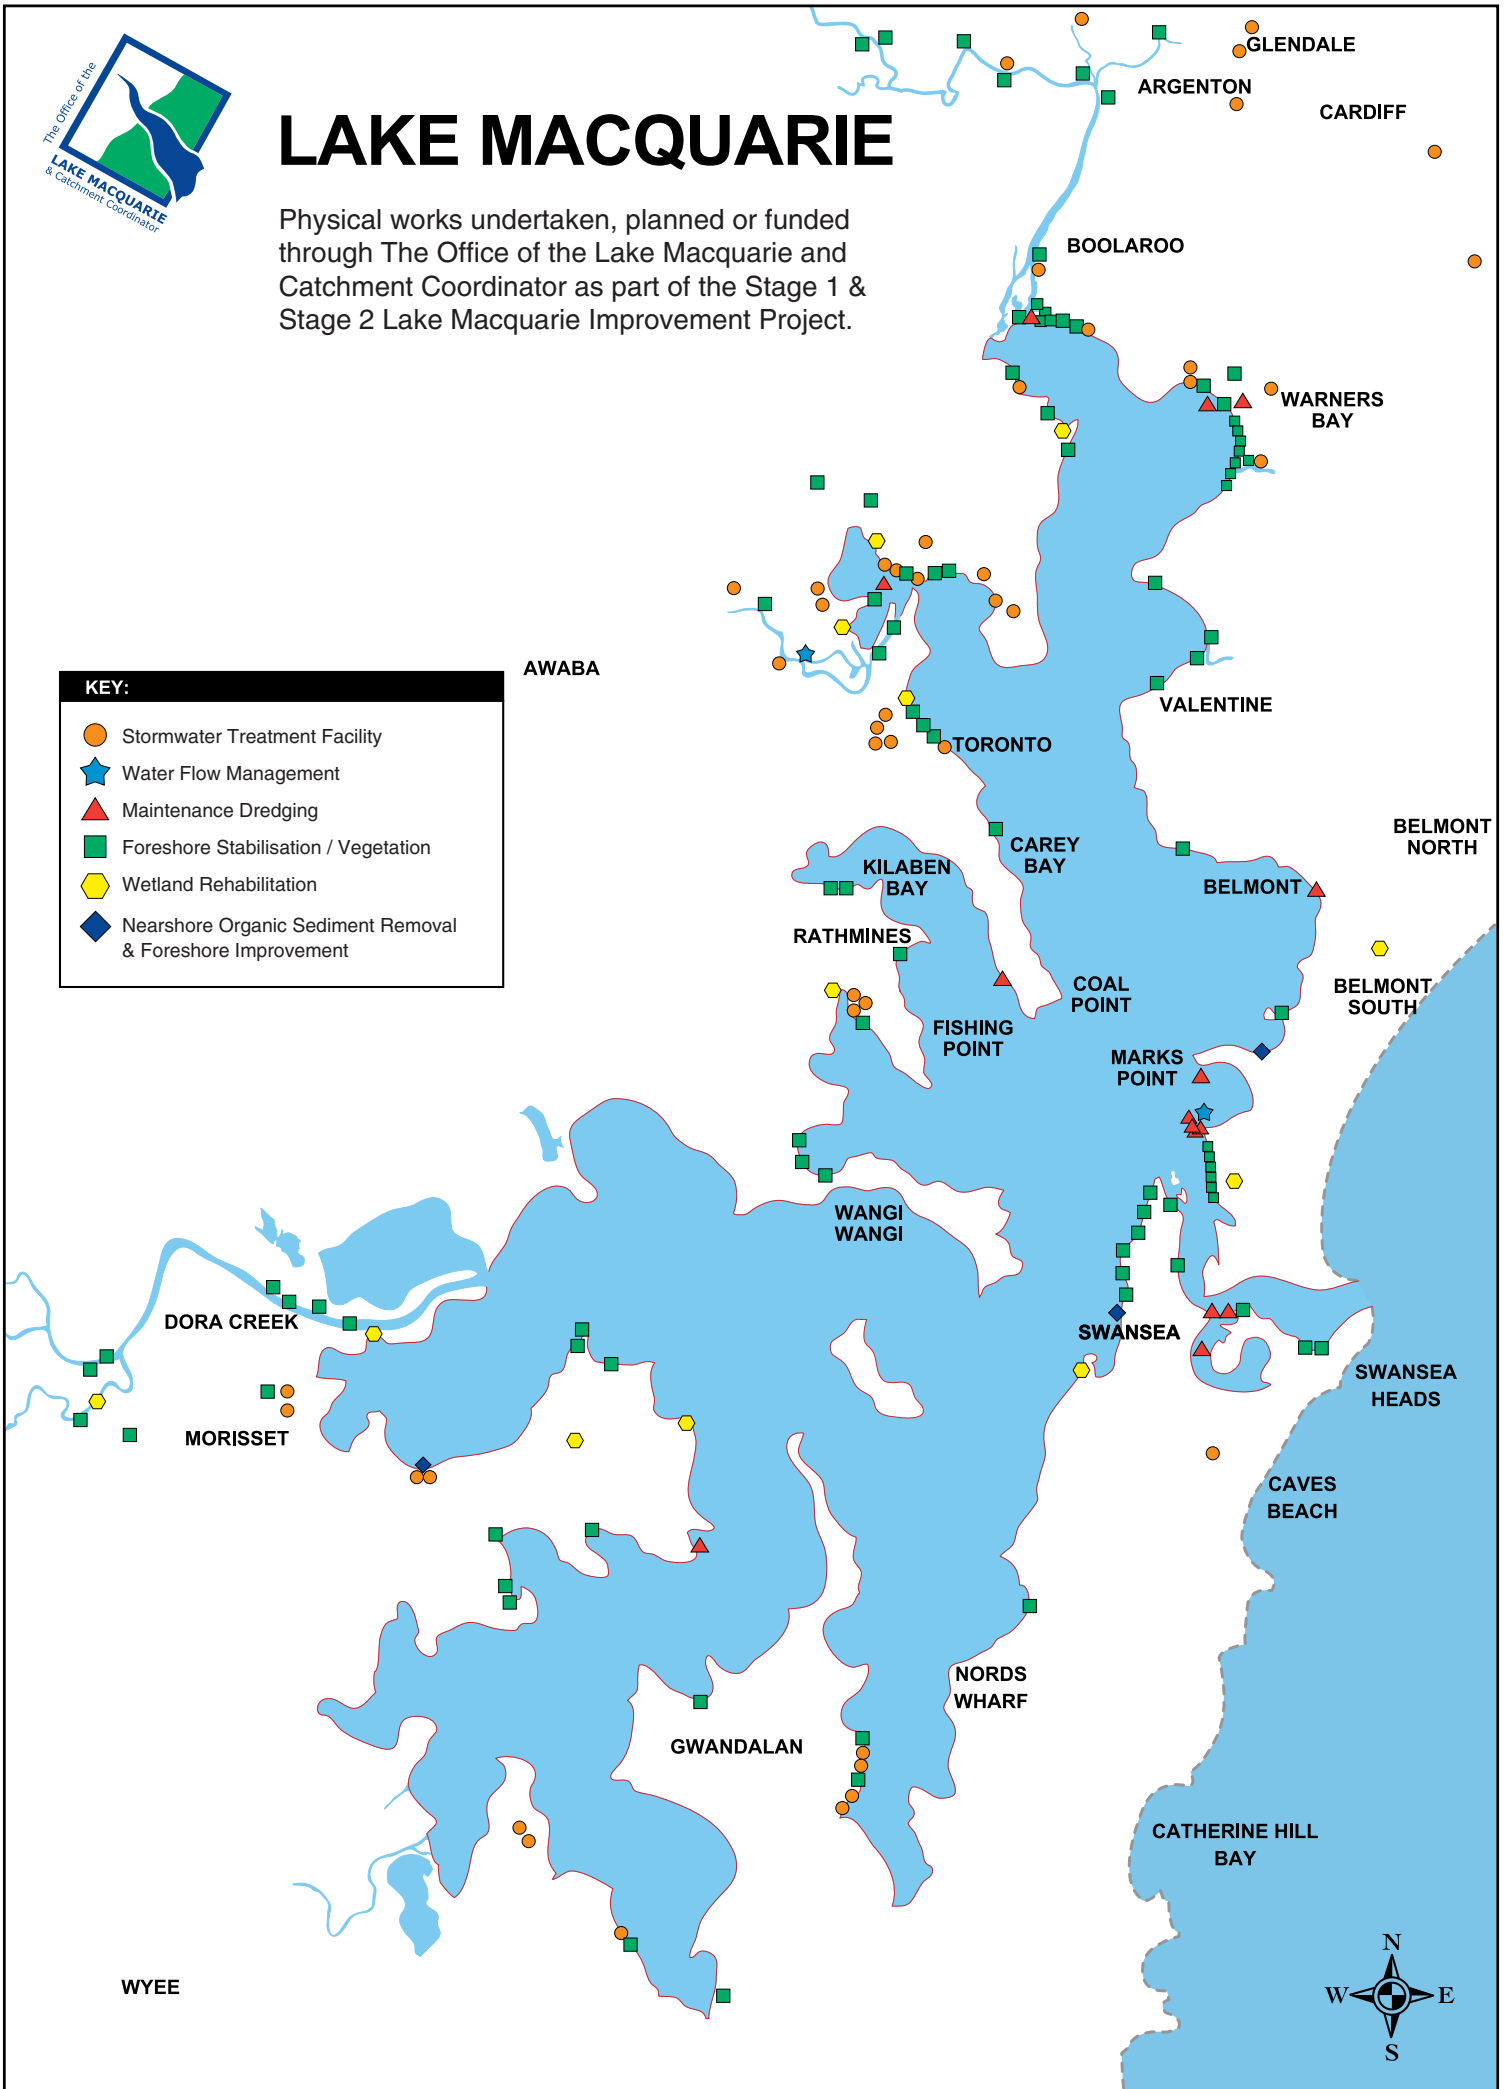 The Office of the
LAKE MACQUARIE
& Catchment Coordinator
LAKE MACQUARIE
Physical works undertaken, planned or funded
through The Office of the Lake Macquarie and
Catchment Coordinator as part of the Stage 1 &
Stage 2 Lake Macquarie Improvement Project.
GLENDALE
ARGENTON
CARDIFF
BOOLAROO
WARNERS
BAY
AWABA
KEY:
Stormwater Treatment Facility
Water Flow Management
Maintenance Dredging
Foreshore Stabilisation / Vegetation
Wetland Rehabilitation
Nearshore Organic Sediment Removal
& Foreshore Improvement
VALENTINE
TORONTO
BELMONT
NORTH
CAREY
BAY
KILABEN
BAY
BELMONT
RATHMINES
COAL
POINT
BELMONT
SOUTH
FISHING
POINT
MARKS
POINT
WANGI
WANGI
DORA CREEK
SWANSEA
SWANSEA
HEADS
MORISSET
CAVES
BEACH
NORDS
WHARF
GWANDALAN
CATHERINE HILL
BAY
WYEE
N
W
E
S